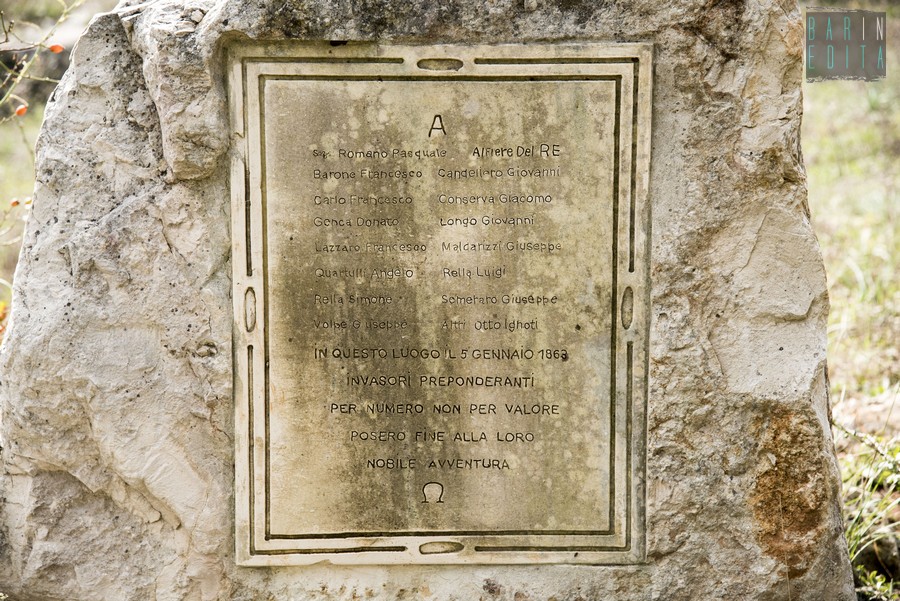 BARIN
EDITA
A
Romano Pasquale Alfiere Del RE
Barone Francesco Candeliero Giovanni
Carlo Francesco Conserva Giacomo
Genca Donato Longo Giovanni
Lazzaro Francesco Maldarizzi Giuseppe
Quartulli Angelo Rella Luigi
Rella Simone Semeraro Giuseppe
Volpe Giuseppe Altri Otto Ignoti
IN QUESTO LUOGO IL 5 GENNAIO 1863
INVASORI PREPONDERANTI
PER NUMERO NON PER VALORE
POSERO FINE ALLA LORO
NOBILE AVVENTURA
Ω